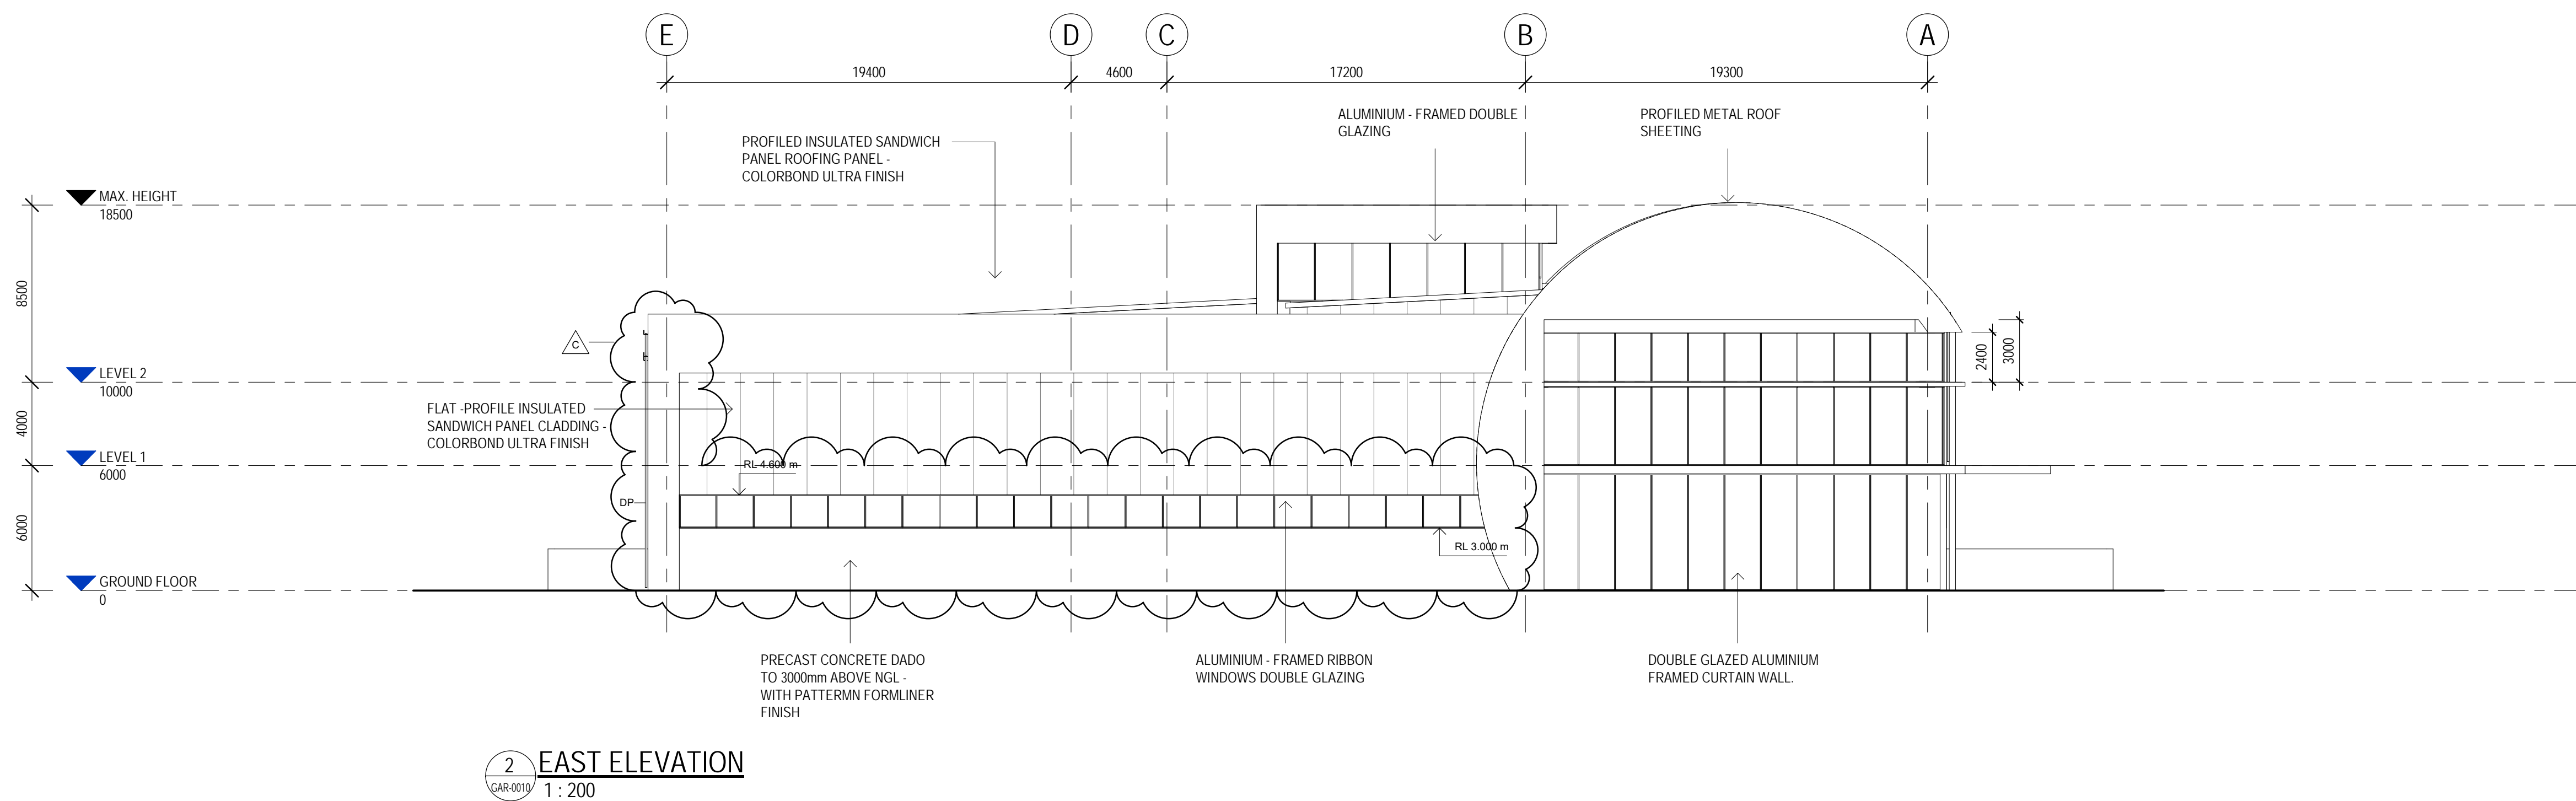 E
D
C
B
A
19400
4600
17200
19300
ALUMINIUM - FRAMED DOUBLE
GLAZING
PROFILED METAL ROOF
SHEETING
PROFILED INSULATED SANDWICH
PANEL ROOFING PANEL -
COLORBOND ULTRA FINISH
MAX. HEIGHT
18500
8500
C
2400
3000
LEVEL 2
10000
FLAT -PROFILE INSULATED
SANDWICH PANEL CLADDING -
COLORBOND ULTRA FINISH
4000
LEVEL 1
6000
RL 4.600 m
DP
6000
RL 3.000 m
GROUND FLOOR
0
PRECAST CONCRETE DADO
TO 3000mm ABOVE NGL -
WITH PATTERMN FORMLINER
FINISH
ALUMINIUM - FRAMED RIBBON
WINDOWS DOUBLE GLAZING
DOUBLE GLAZED ALUMINIUM
FRAMED CURTAIN WALL.
2
GAR-0010
EAST ELEVATION
1 : 200